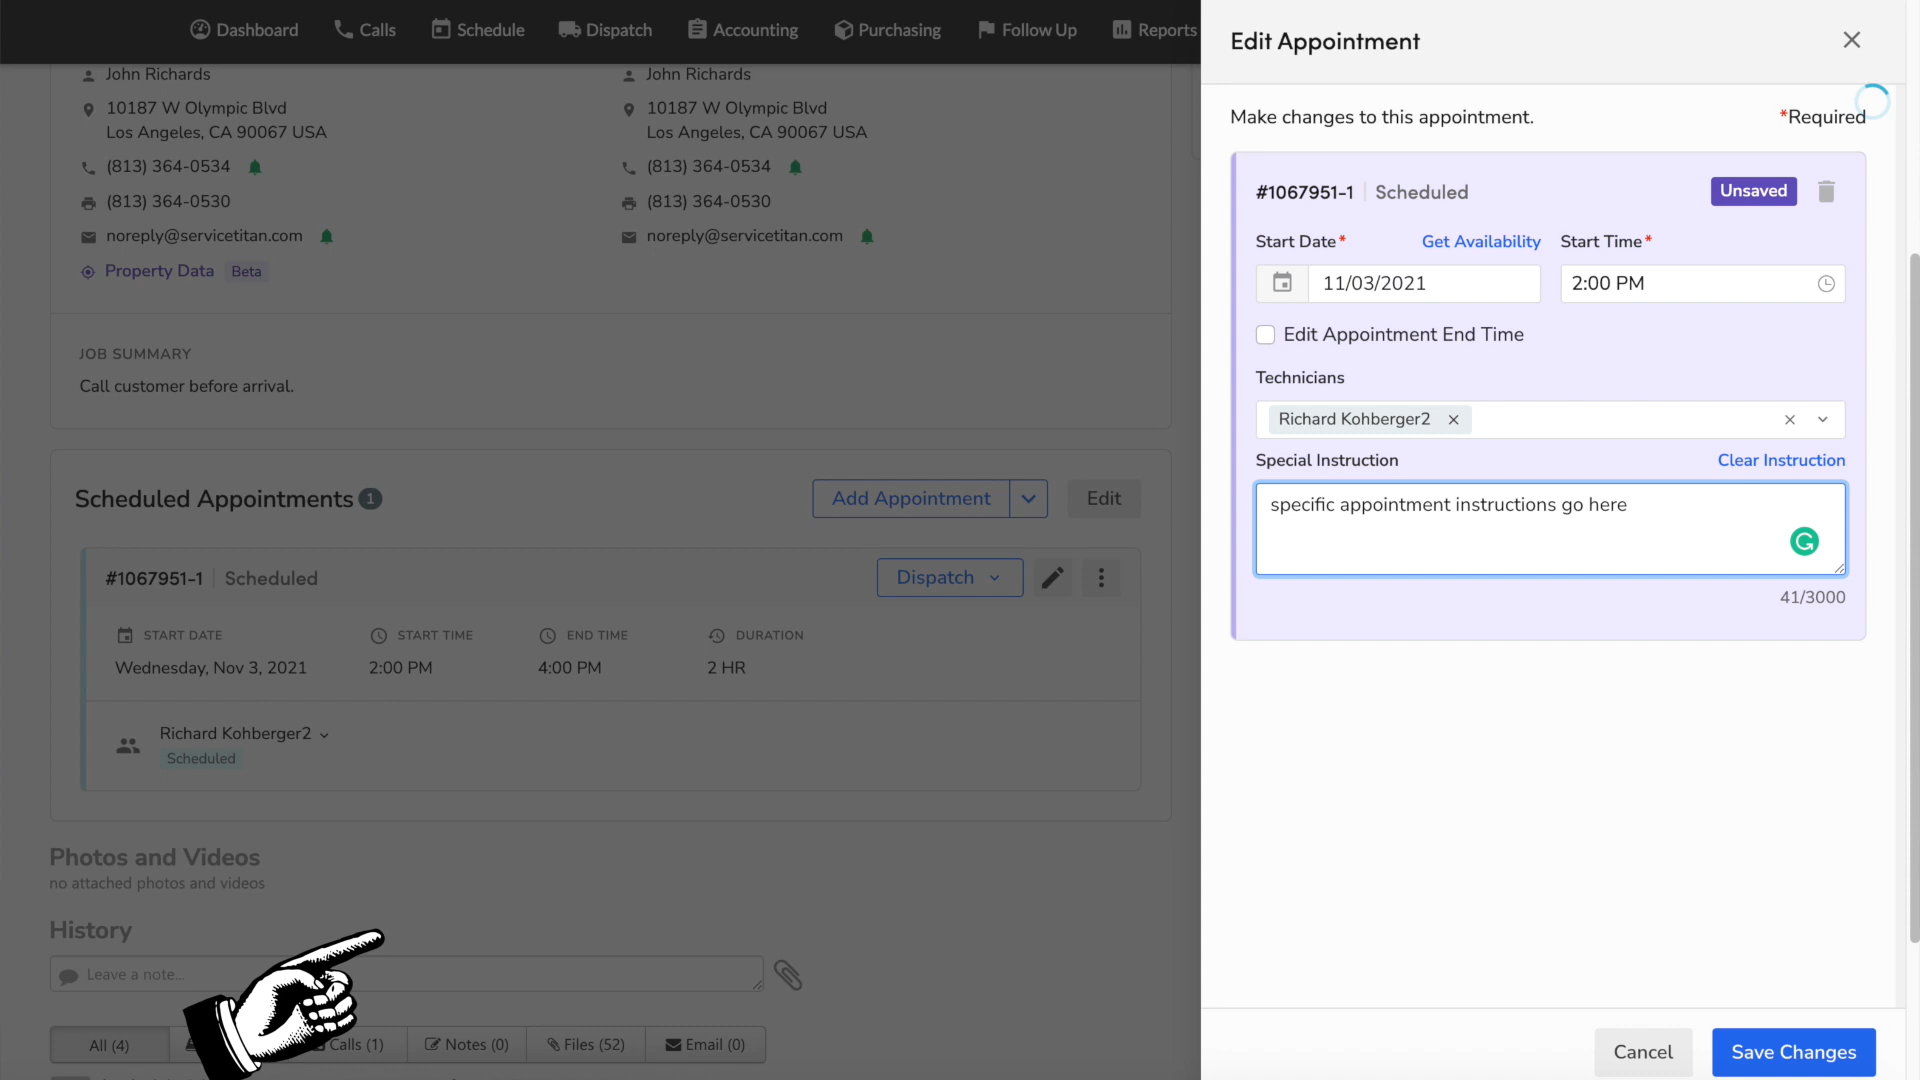 Dashboard Calls Schedule Dispatch Accounting Purchasing Follow Up Reports
John Richards
10187 W Olympic Blvd
Los Angeles, CA 90067 USA
(813) 364-0534
(813) 364-0530
noreply@servicetitan.com
Property Data Beta
John Richards
10187 W Olympic Blvd
Los Angeles, CA 90067 USA
(813) 364-0534
(813) 364-0530
noreply@servicetitan.com
JOB SUMMARY
Call customer before arrival.
Scheduled Appointments 1
Add Appointment
Edit
#1067951-1 Scheduled
Dispatch
START DATE START TIME END TIME DURATION
Wednesday, Nov 3, 2021 2:00 PM 4:00 PM 2 HR
Richard Kohberger2
Scheduled
Photos and Videos
no attached photos and videos
History
Leave a note...
All (4) Calls (1) Notes (0) Files (52) Email (0)
Edit Appointment
Make changes to this appointment. *Required
#1067951-1 Scheduled Unsaved
Start Date* Get Availability Start Time*
11/03/2021 2:00 PM
Edit Appointment End Time
Technicians
Richard Kohberger2
Special Instruction Clear Instruction
specific appointment instructions go here
41/3000
Cancel Save Changes